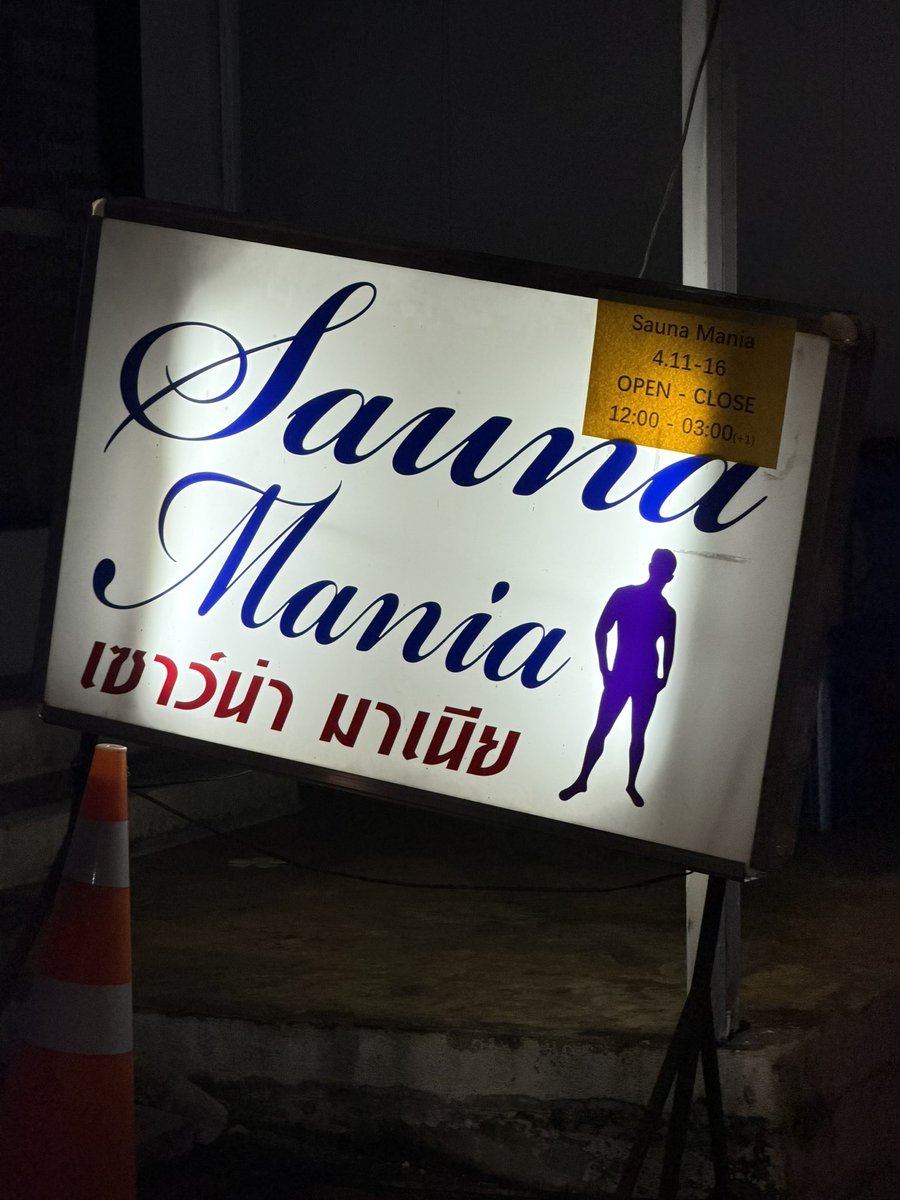 Sauna
Mania
เซาว์น่า มาเนีย
Sauna Mania
4.11-16
OPEN - CLOSE
12:00 - 03:00(+1)